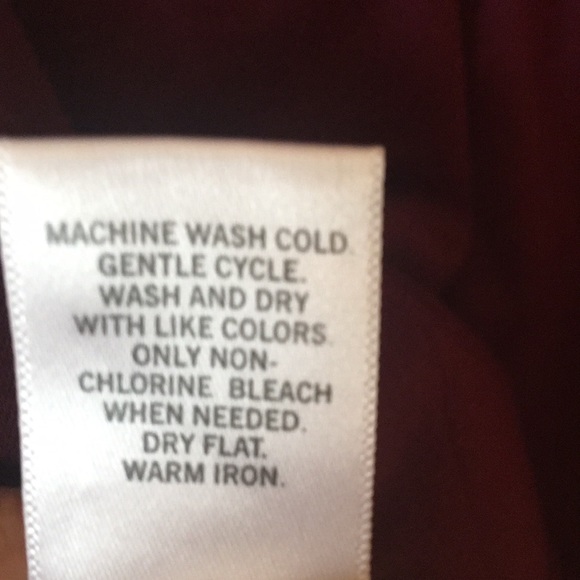 MACHINE WASH COLD.
GENTLE CYCLE.
WASH AND DRY
WITH LIKE COLORS.
ONLY NON-
CHLORINE BLEACH
WHEN NEEDED.
DRY FLAT.
WARM IRON.